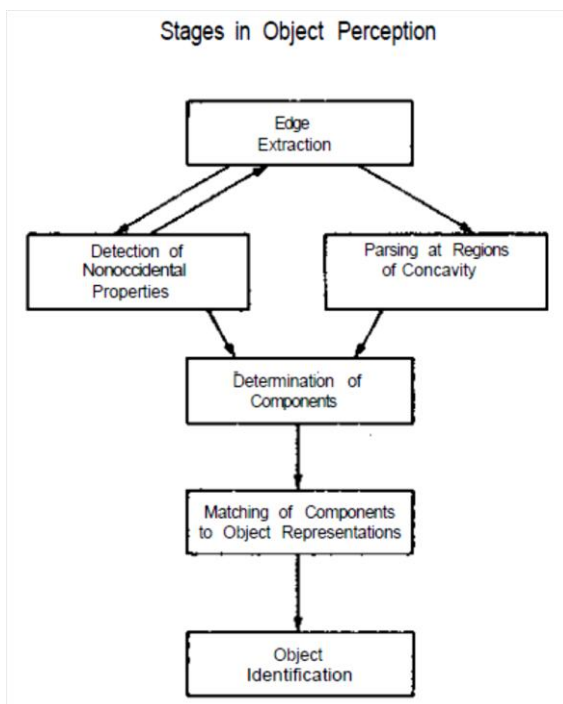 Stages in Object Perception
Edge
Extraction
Detection of
Nonoccidental
Properties
Parsing at Regions
of Concavity
Determination of
Components
Matching of Components
to Object Representations
Object
Identification